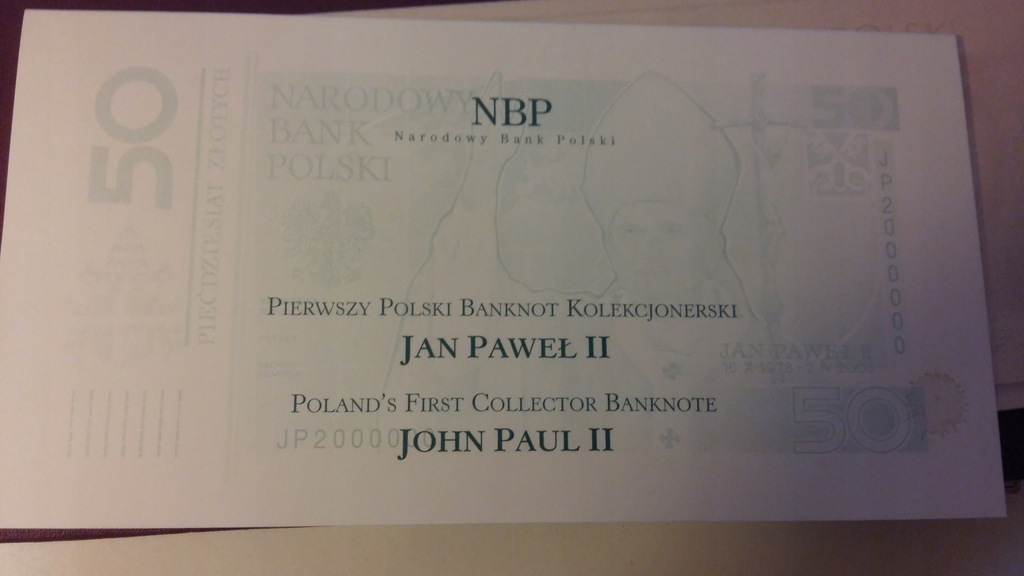 50
PIĘĆDZIESIĄT ZŁOTYCH
NARODOWY
BANK
POLSKI
NBP
Narodowy Bank Polski
50
JP2000000
Pierwszy Polski Banknot Kolekcjonerski
Jan Paweł II
JAN PAWEŁ II
16 X 1978 - 2 IV 2005
Poland's First Collector Banknote
John Paul II
JP20000
50